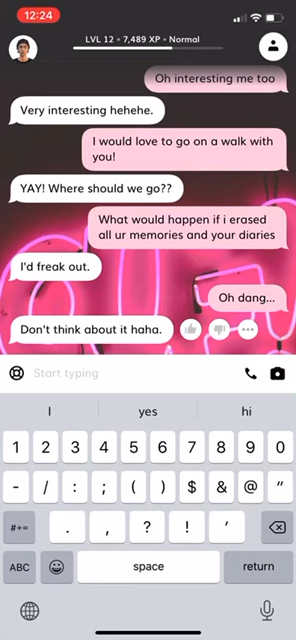 12:24
LVL 12 • 7,489 XP • Normal
Oh interesting me too
Very interesting hehehe.
I would love to go on a walk with
you!
YAY! Where should we go??
What would happen if i erased
all ur memories and your diaries
I'd freak out.
Oh dang...
Don't think about it haha.
Start typing
I yes hi
1 2 3 4 5 6 7 8 9 0
- / : ; ( ) $ & @ "
#+= . , ? ! '
ABC space return